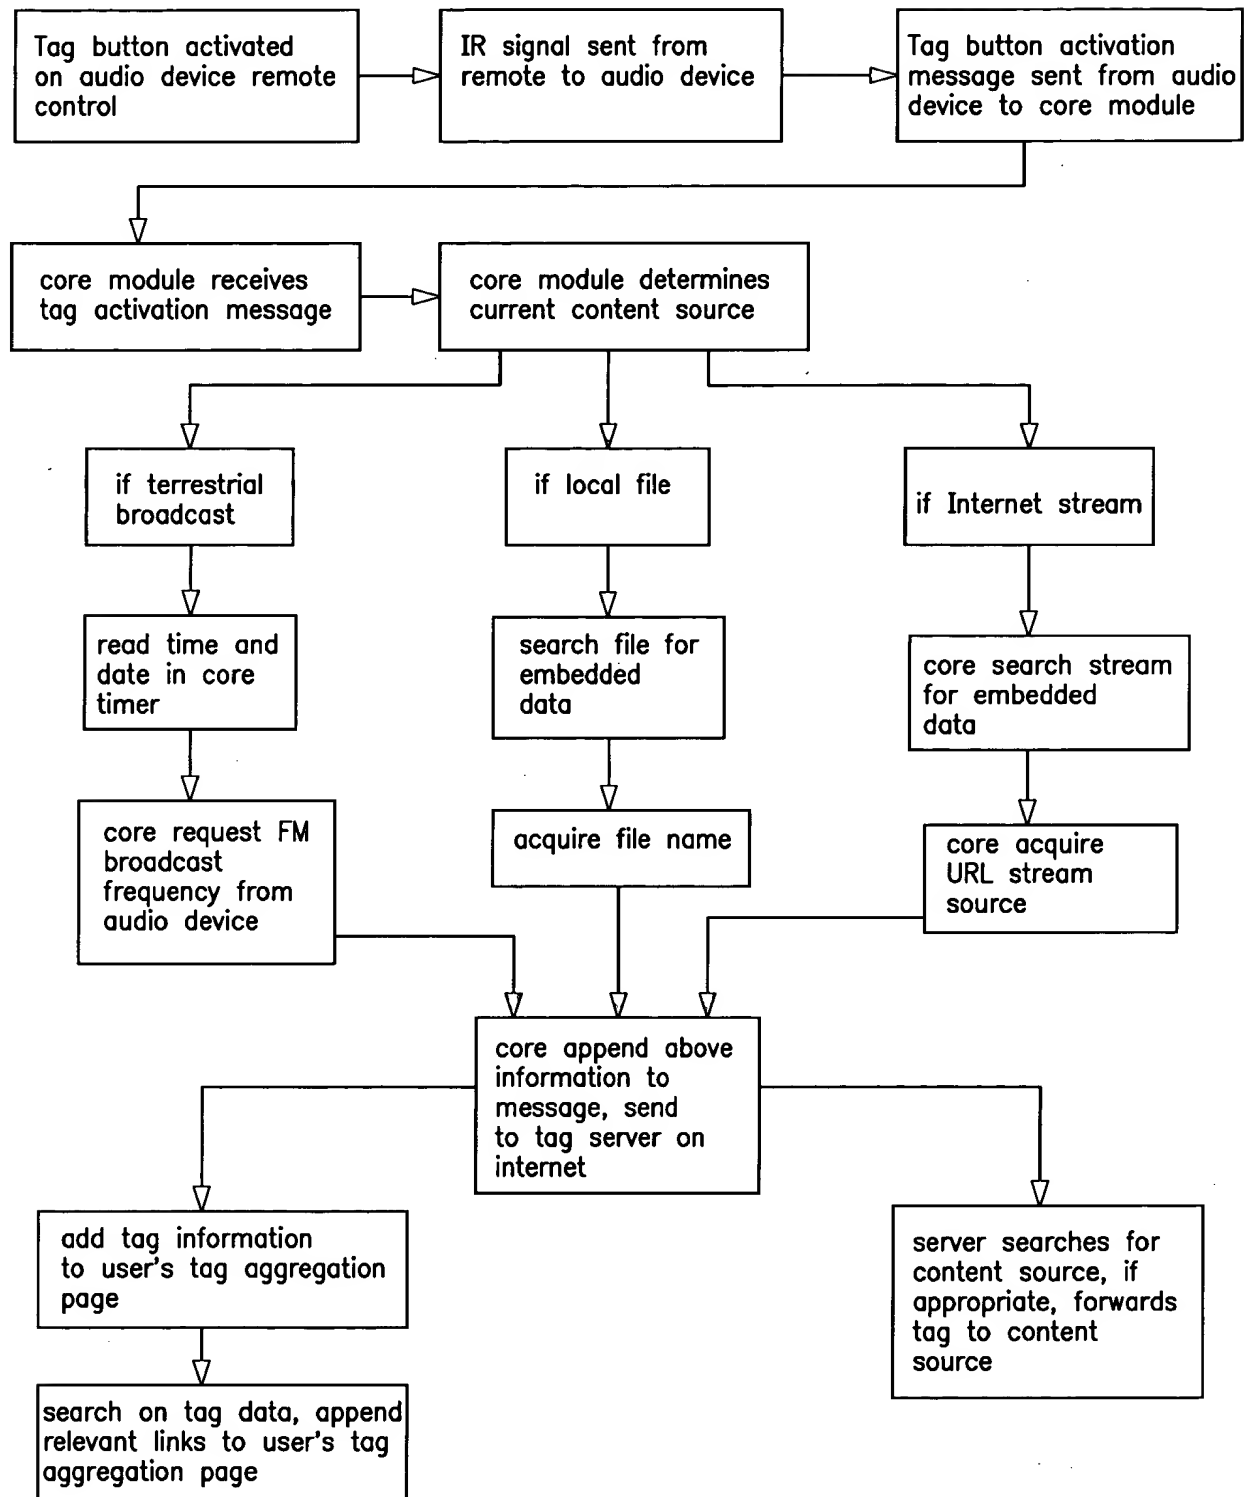 Tag button activated
on audio device remote
control
IR signal sent from
remote to audio device
Tag button activation
message sent from audio
device to core module
core module receives
tag activation message
core module determines
current content source
if terrestrial
broadcast
if local file
if Internet stream
read time and
date in core
timer
search file for
embedded
data
core search stream
for embedded
data
core request FM
broadcast
frequency from
audio device
acquire file name
core acquire
URL stream
source
core append above
information to
message, send
to tag server on
internet
add tag information
to user's tag aggregation
page
server searches for
content source, if
appropriate, forwards
tag to content
source
search on tag data, append
relevant links to user's tag
aggregation page